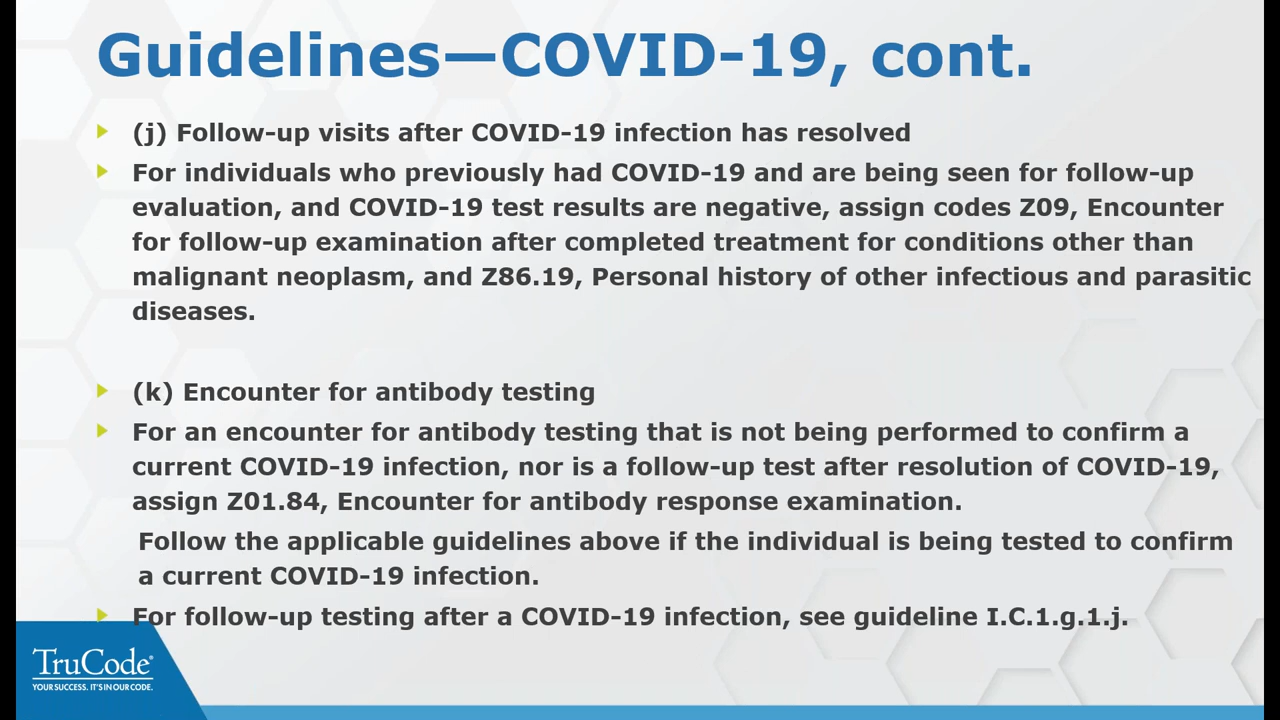 Guidelines—COVID-19, cont.
(j) Follow-up visits after COVID-19 infection has resolved
For individuals who previously had COVID-19 and are being seen for follow-up
evaluation, and COVID-19 test results are negative, assign codes Z09, Encounter
for follow-up examination after completed treatment for conditions other than
malignant neoplasm, and Z86.19, Personal history of other infectious and parasitic
diseases.
(k) Encounter for antibody testing
For an encounter for antibody testing that is not being performed to confirm a
current COVID-19 infection, nor is a follow-up test after resolution of COVID-19,
assign Z01.84, Encounter for antibody response examination.
Follow the applicable guidelines above if the individual is being tested to confirm
a current COVID-19 infection.
For follow-up testing after a COVID-19 infection, see guideline I.C.1.g.1.j.
TruCode®
YOUR SUCCESS. IT'S IN OUR CODE.